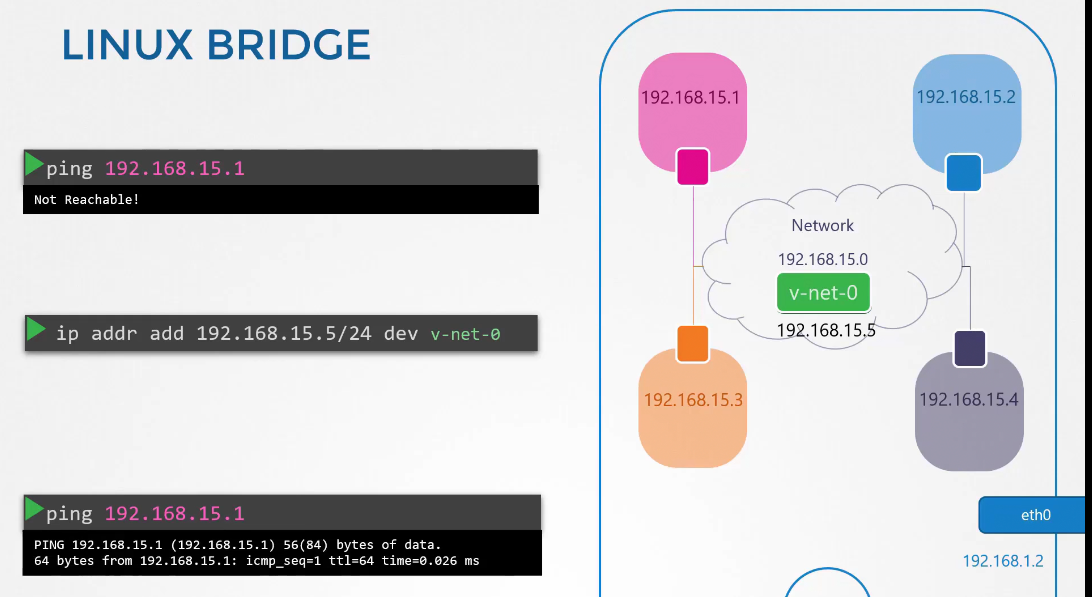 LINUX BRIDGE
ping 192.168.15.1
Not Reachable!
ip addr add 192.168.15.5/24 dev v-net-0
ping 192.168.15.1
PING 192.168.15.1 (192.168.15.1) 56(84) bytes of data.
64 bytes from 192.168.15.1: icmp_seq=1 ttl=64 time=0.026 ms
192.168.15.1
192.168.15.2
Network
192.168.15.0
v-net-0
192.168.15.5
192.168.15.3
192.168.15.4
eth0
192.168.1.2